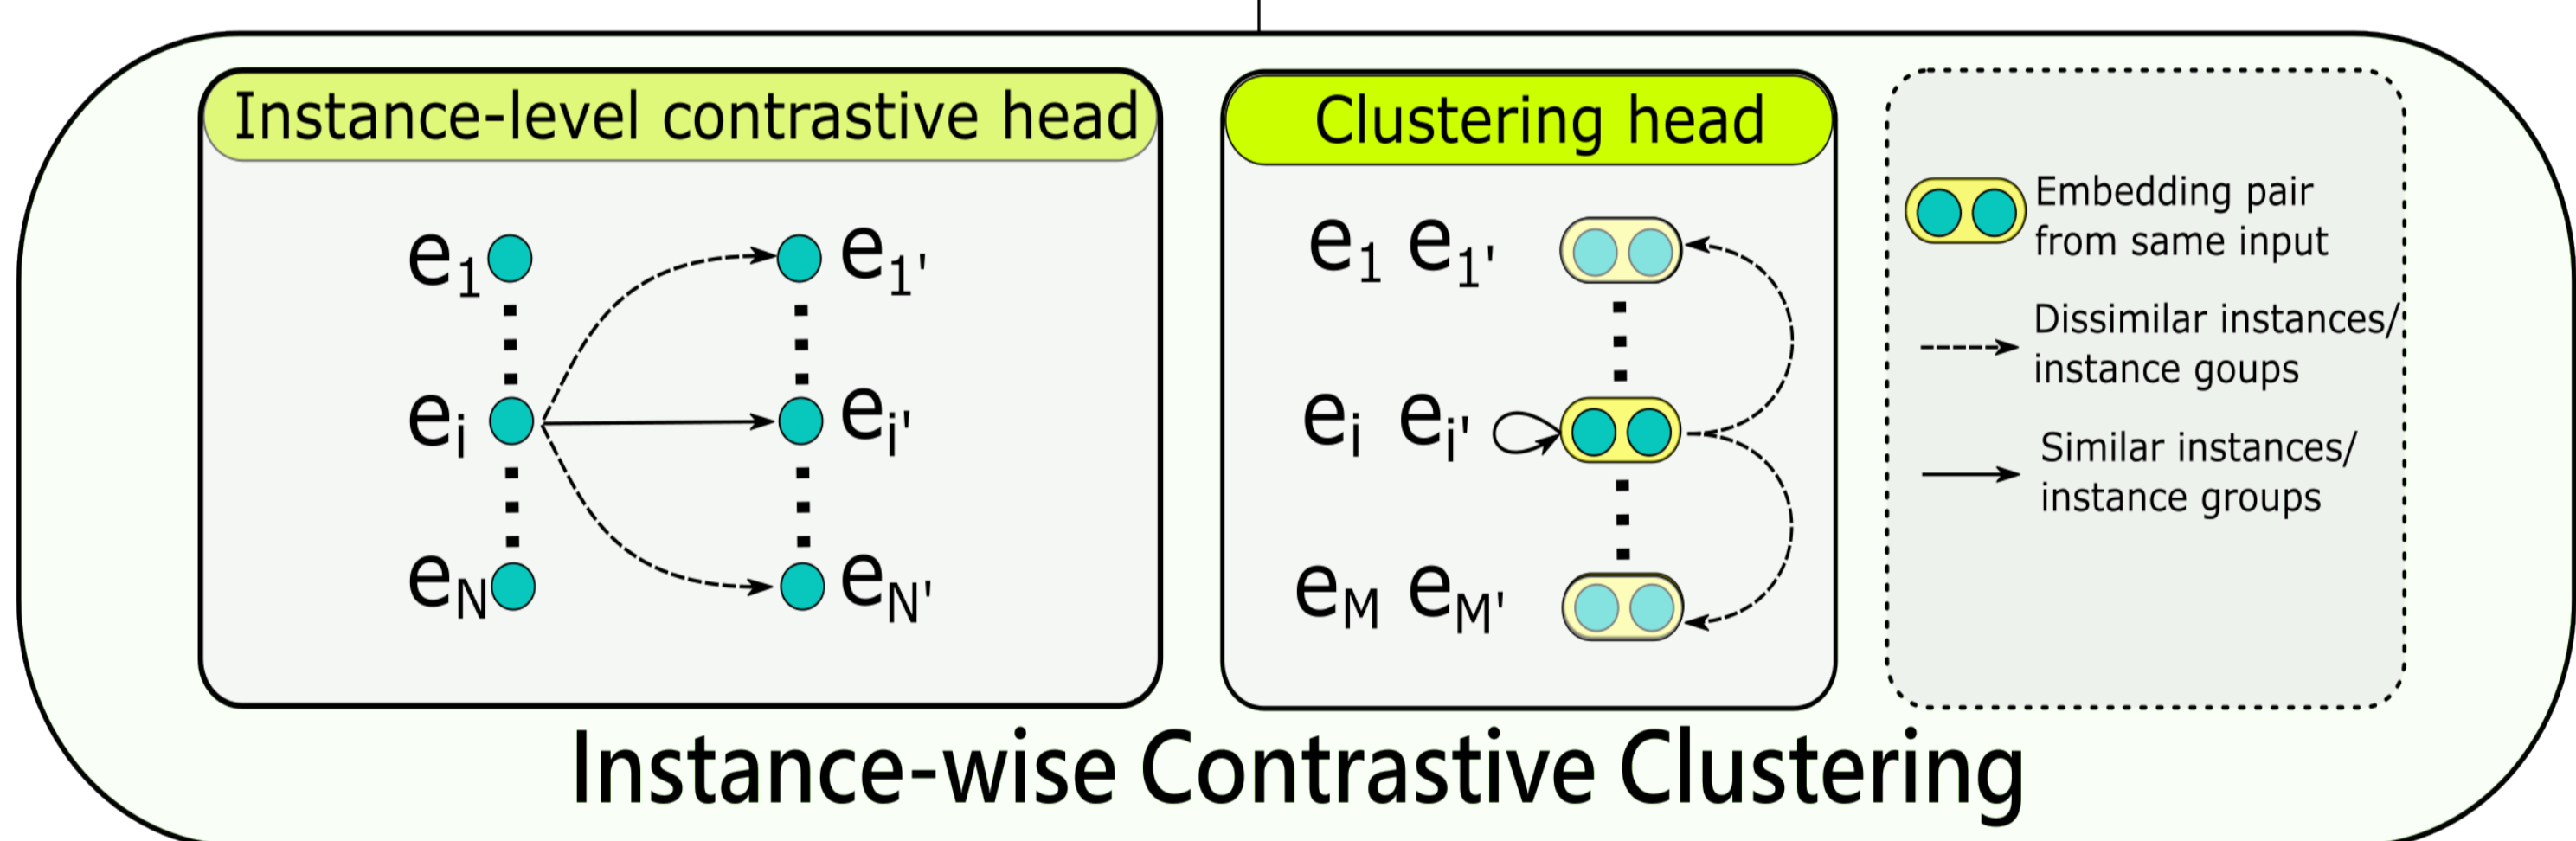 Instance-level contrastive head
e1 e1'
ei ei'
eN eN'
Clustering head
e1 e1'
ei ei'
eM eM'
Embedding pair
from same input
Dissimilar instances/
instance goups
Similar instances/
instance groups
Instance-wise Contrastive Clustering